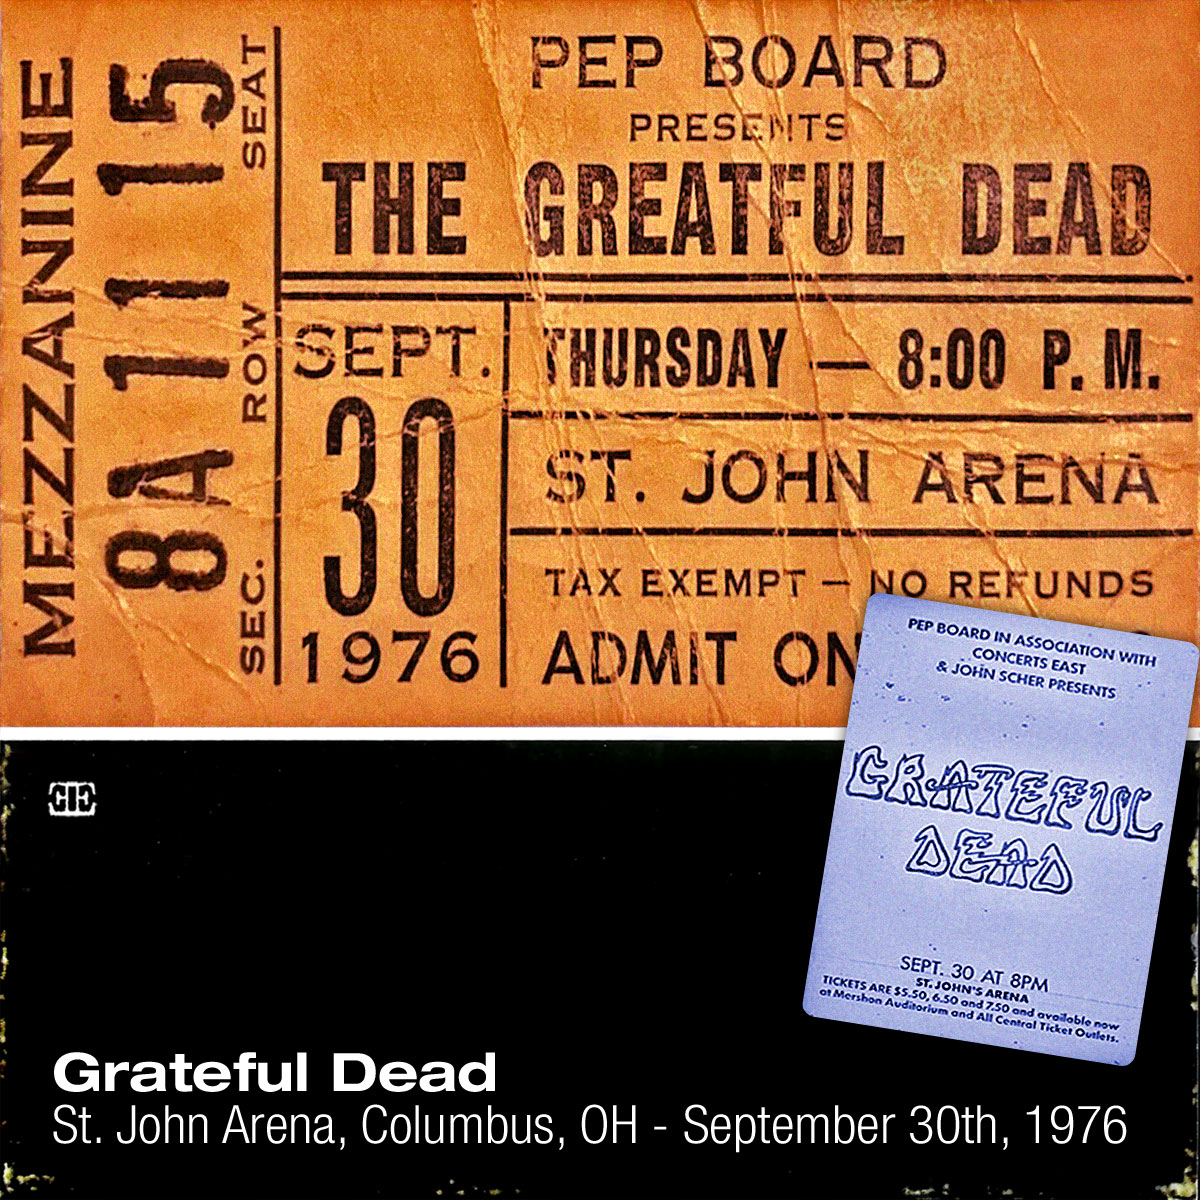 MEZZANINE
8A 11 115
SEC. ROW SEAT
PEP BOARD
PRESENTS
THE GREATFUL DEAD
SEPT.
30
1976
THURSDAY — 8:00 P. M.
ST. JOHN ARENA
TAX EXEMPT — NO REFUNDS
ADMIT ON
PEP BOARD IN ASSOCIATION WITH
CONCERTS EAST
& JOHN SCHER PRESENTS
GRATEFUL
DEAD
SEPT. 30 AT 8PM
ST. JOHN'S ARENA
TICKETS ARE $5.50, 6.50 and 7.50 and available now
at Mershon Auditorium and All Central Ticket Outlets.
Grateful Dead
St. John Arena, Columbus, OH - September 30th, 1976